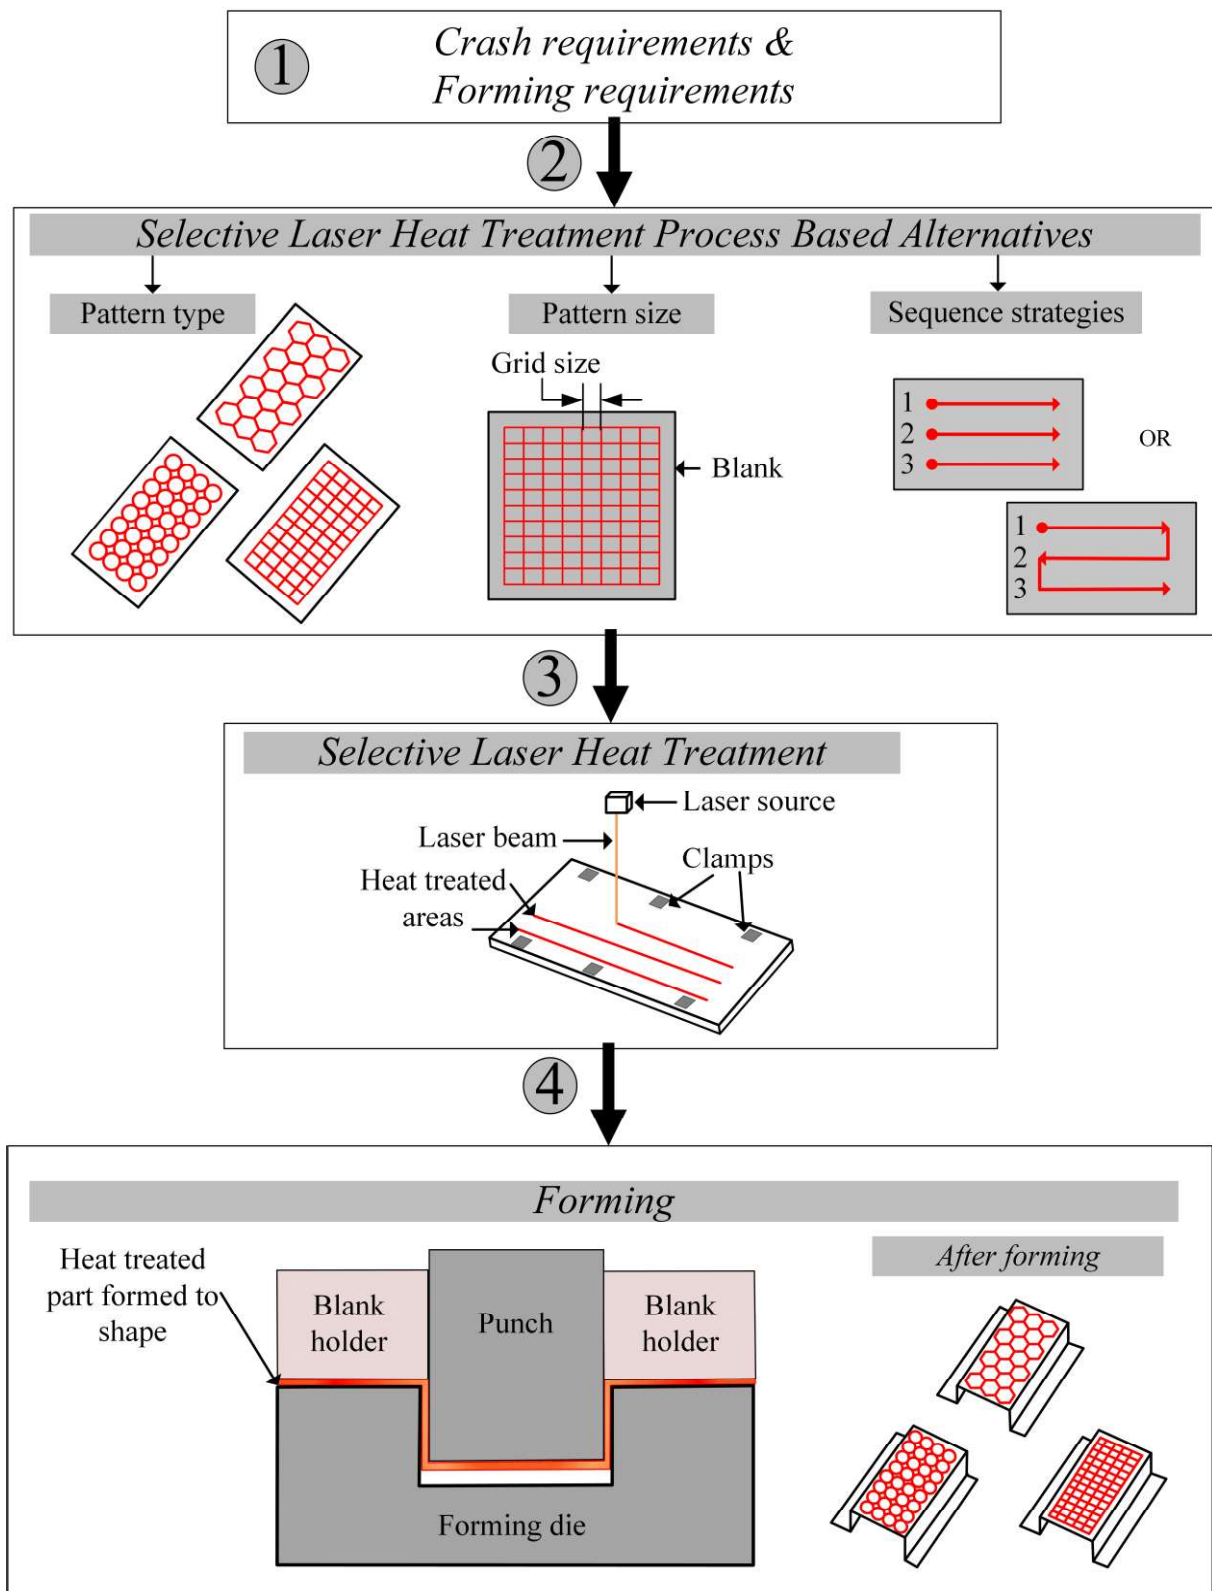 1
Crash requirements &
Forming requirements
2
Selective Laser Heat Treatment Process Based Alternatives
Pattern type
Pattern size
Sequence strategies
Grid size
Blank
1
2
3
OR
1
2
3
3
Selective Laser Heat Treatment
Laser source
Laser beam
Clamps
Heat treated
areas
4
Forming
After forming
Heat treated
part formed to
shape
Blank
holder
Punch
Blank
holder
Forming die